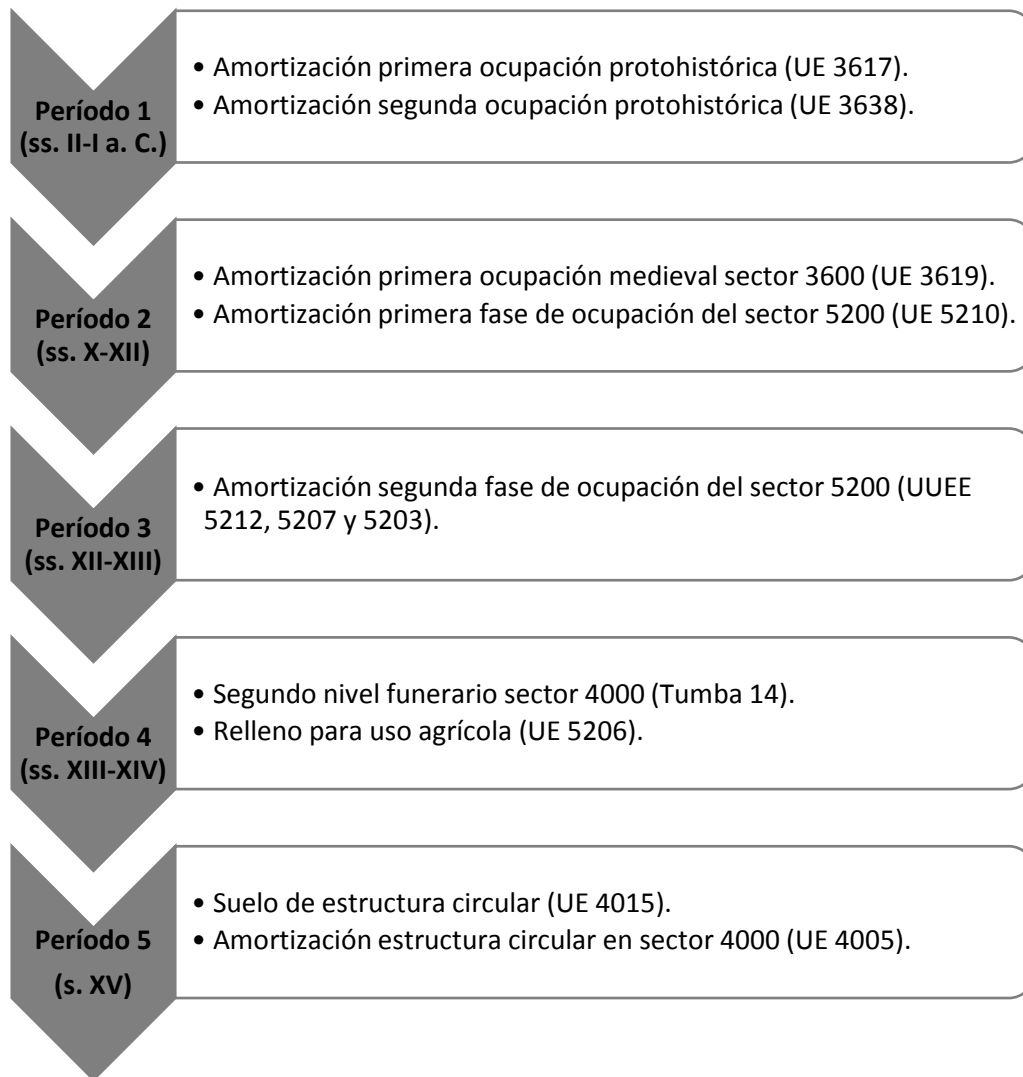 Período 1
(ss. II-I a. C.)
• Amortización primera ocupación protohistórica (UE 3617).
• Amortización segunda ocupación protohistórica (UE 3638).
Período 2
(ss. X-XII)
• Amortización primera ocupación medieval sector 3600 (UE 3619).
• Amortización primera fase de ocupación del sector 5200 (UE 5210).
Período 3
(ss. XII-XIII)
• Amortización segunda fase de ocupación del sector 5200 (UUEE
5212, 5207 y 5203).
Período 4
(ss. XIII-XIV)
• Segundo nivel funerario sector 4000 (Tumba 14).
• Relleno para uso agrícola (UE 5206).
Período 5
(s. XV)
• Suelo de estructura circular (UE 4015).
• Amortización estructura circular en sector 4000 (UE 4005).